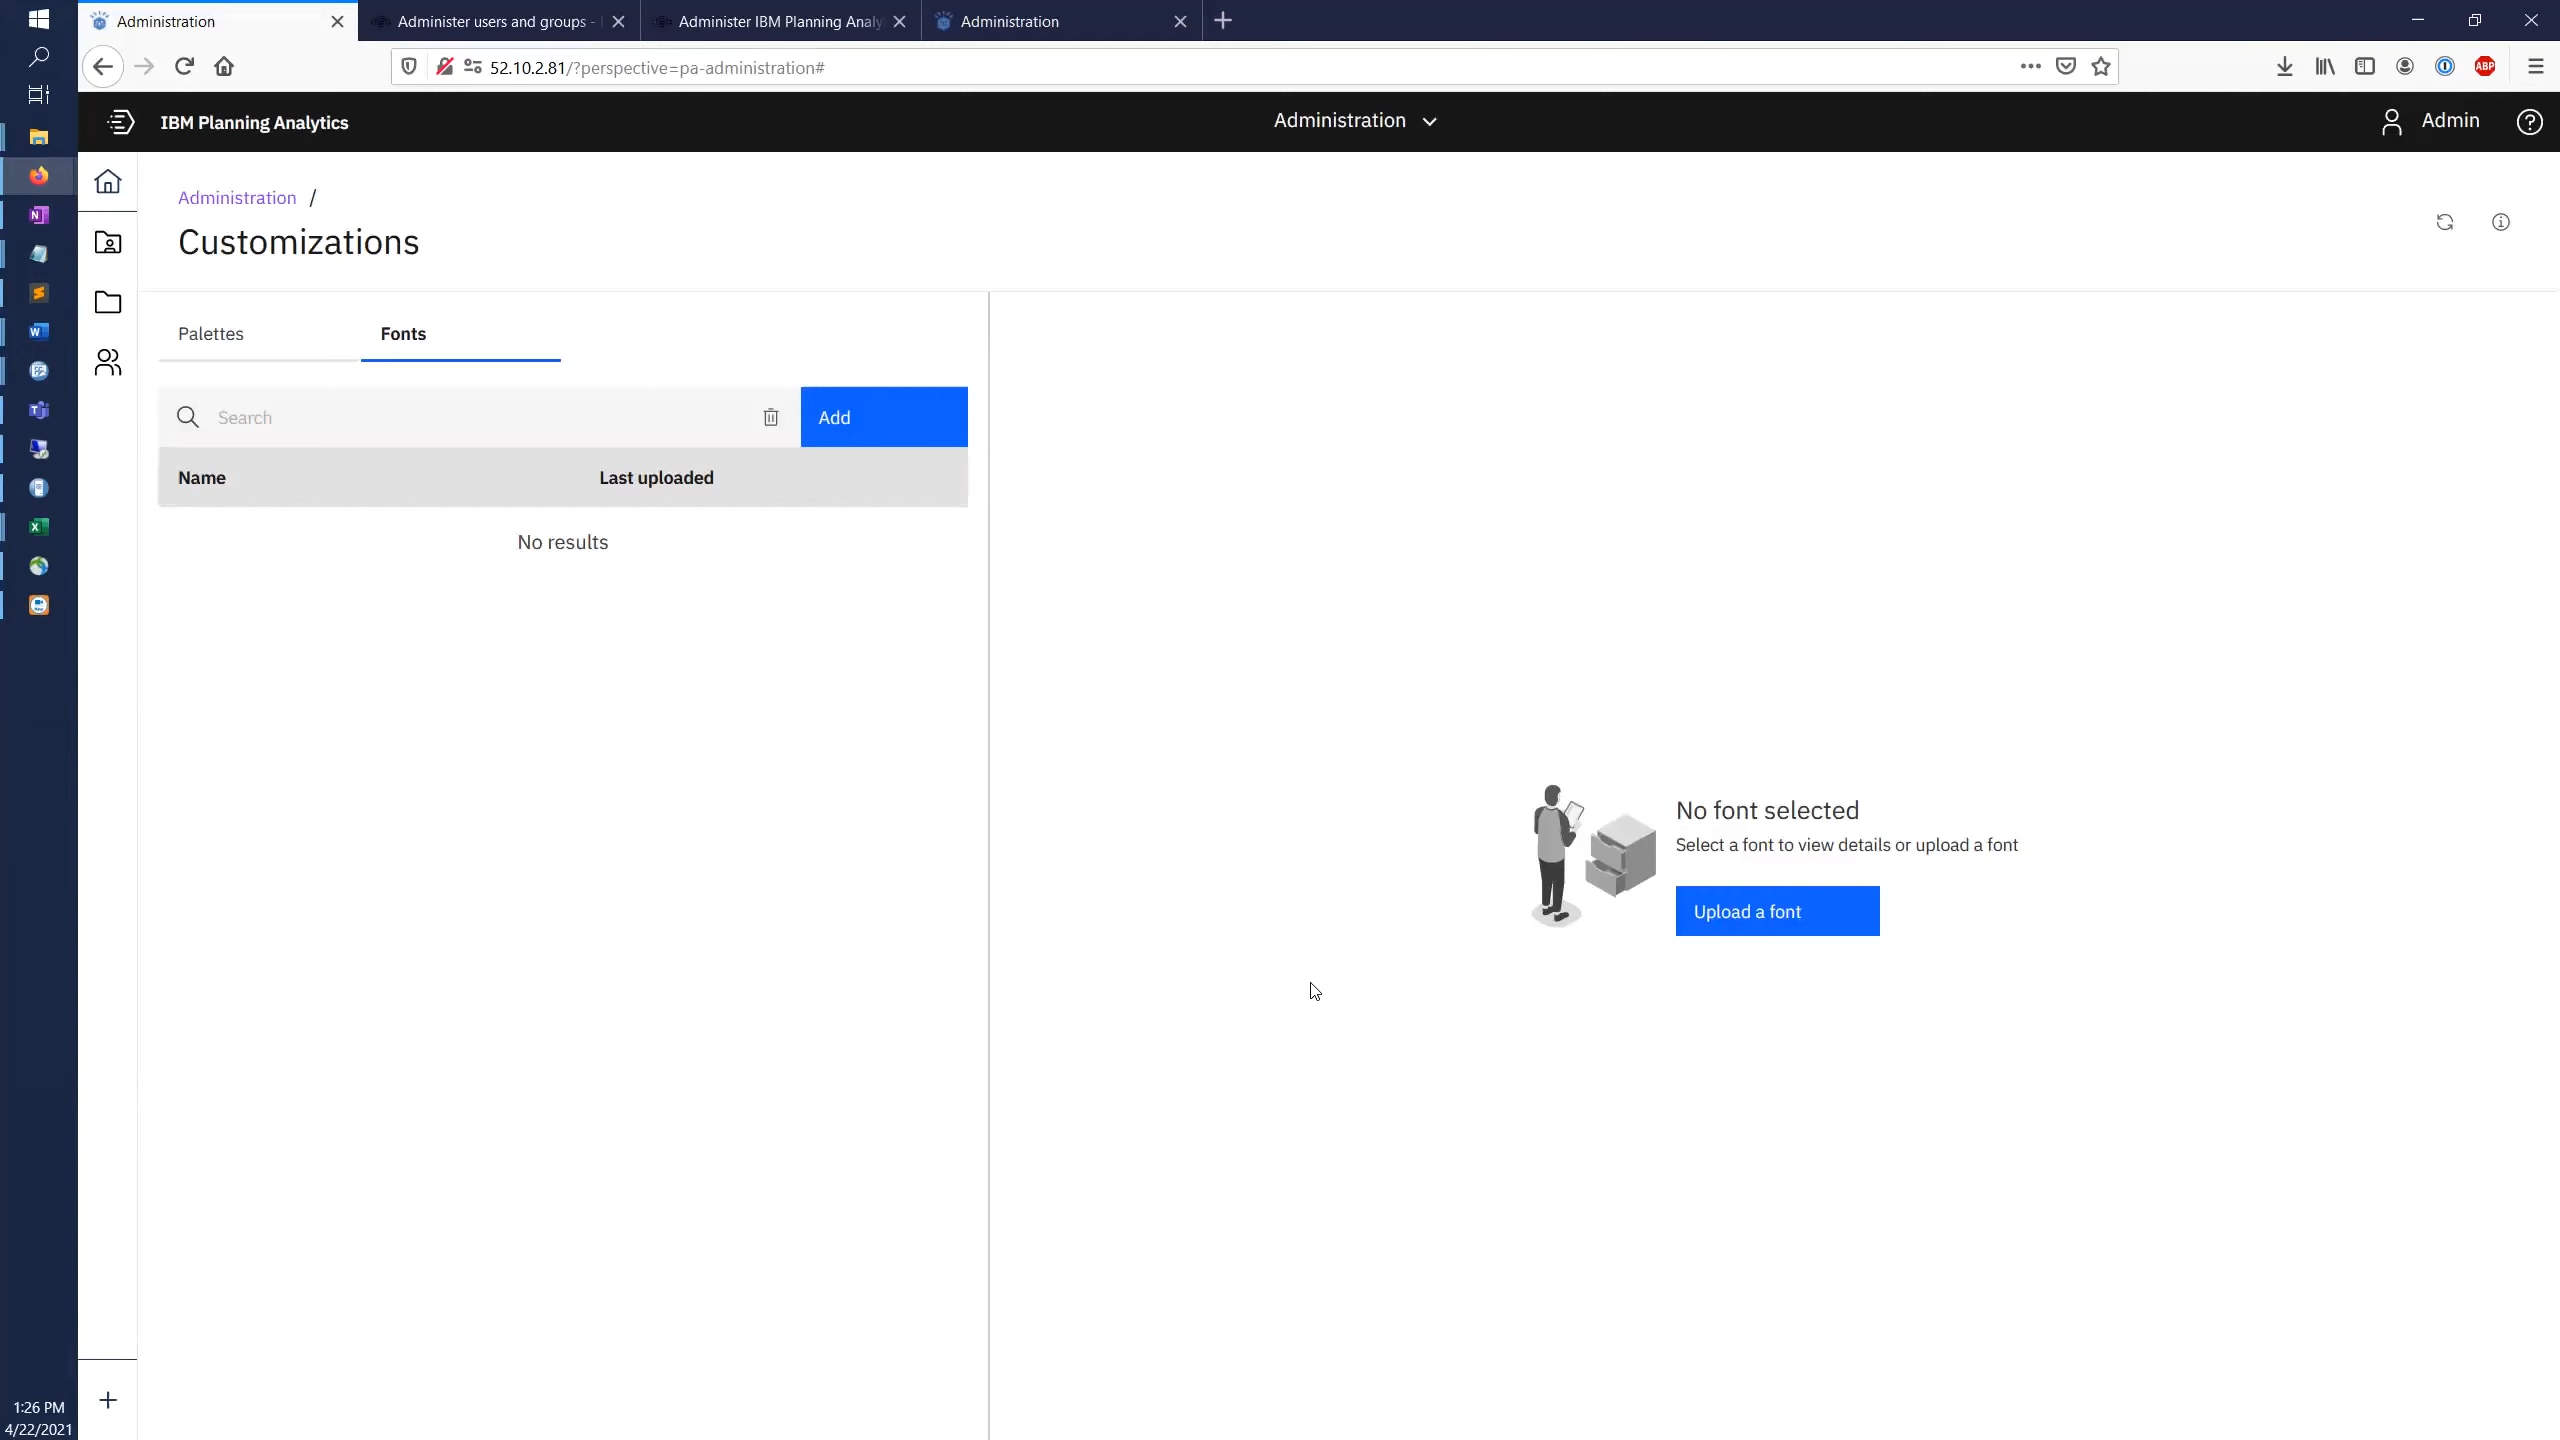 Administration
Administer users and groups -
Administer IBM Planning Analy
Administration
52.10.2.81/?perspective=pa-administration#
ABP
IBM Planning Analytics
Administration
Admin
Administration /
Customizations
Palettes
Fonts
Search
Add
Name
Last uploaded
No results
No font selected
Select a font to view details or upload a font
Upload a font
1:26 PM
4/22/2021